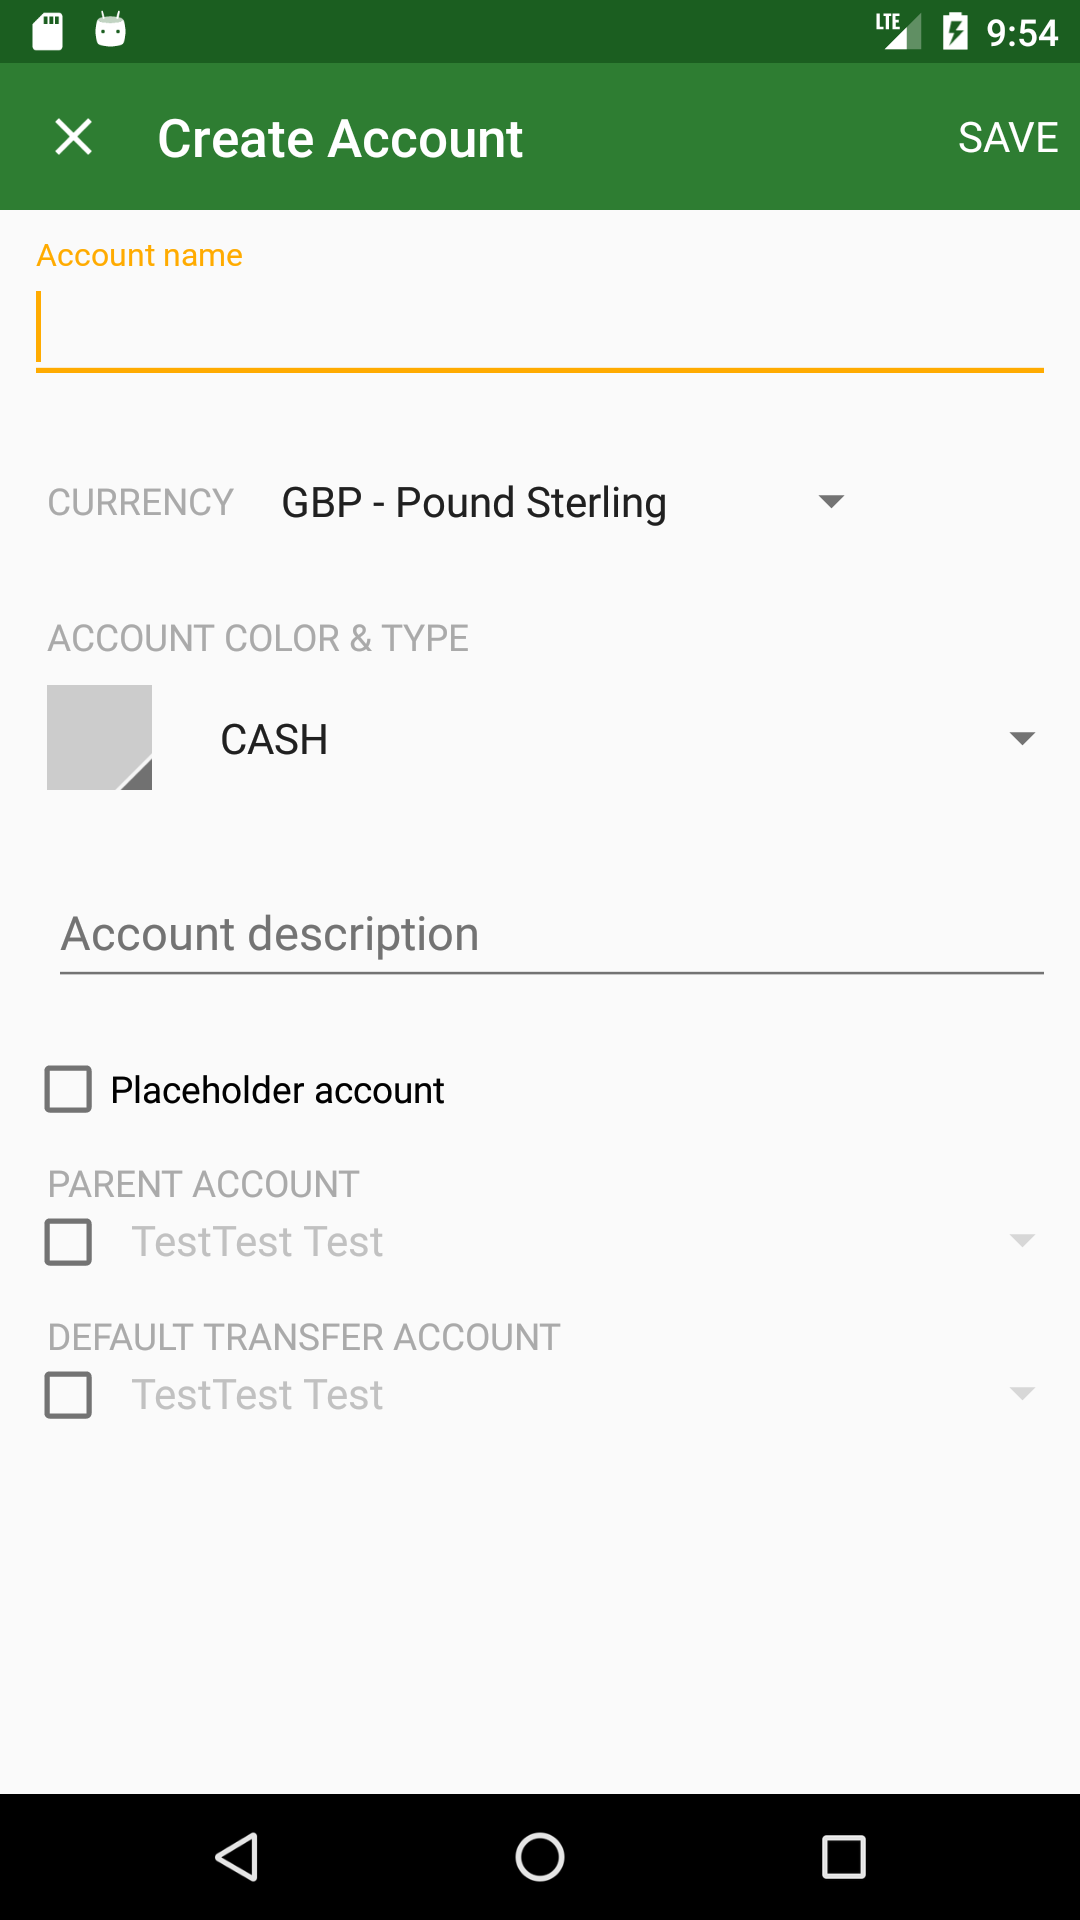 LTE 9:54
Create Account SAVE
Account name
CURRENCY GBP - Pound Sterling
ACCOUNT COLOR & TYPE
CASH
Account description
Placeholder account
PARENT ACCOUNT
TestTest Test
DEFAULT TRANSFER ACCOUNT
TestTest Test